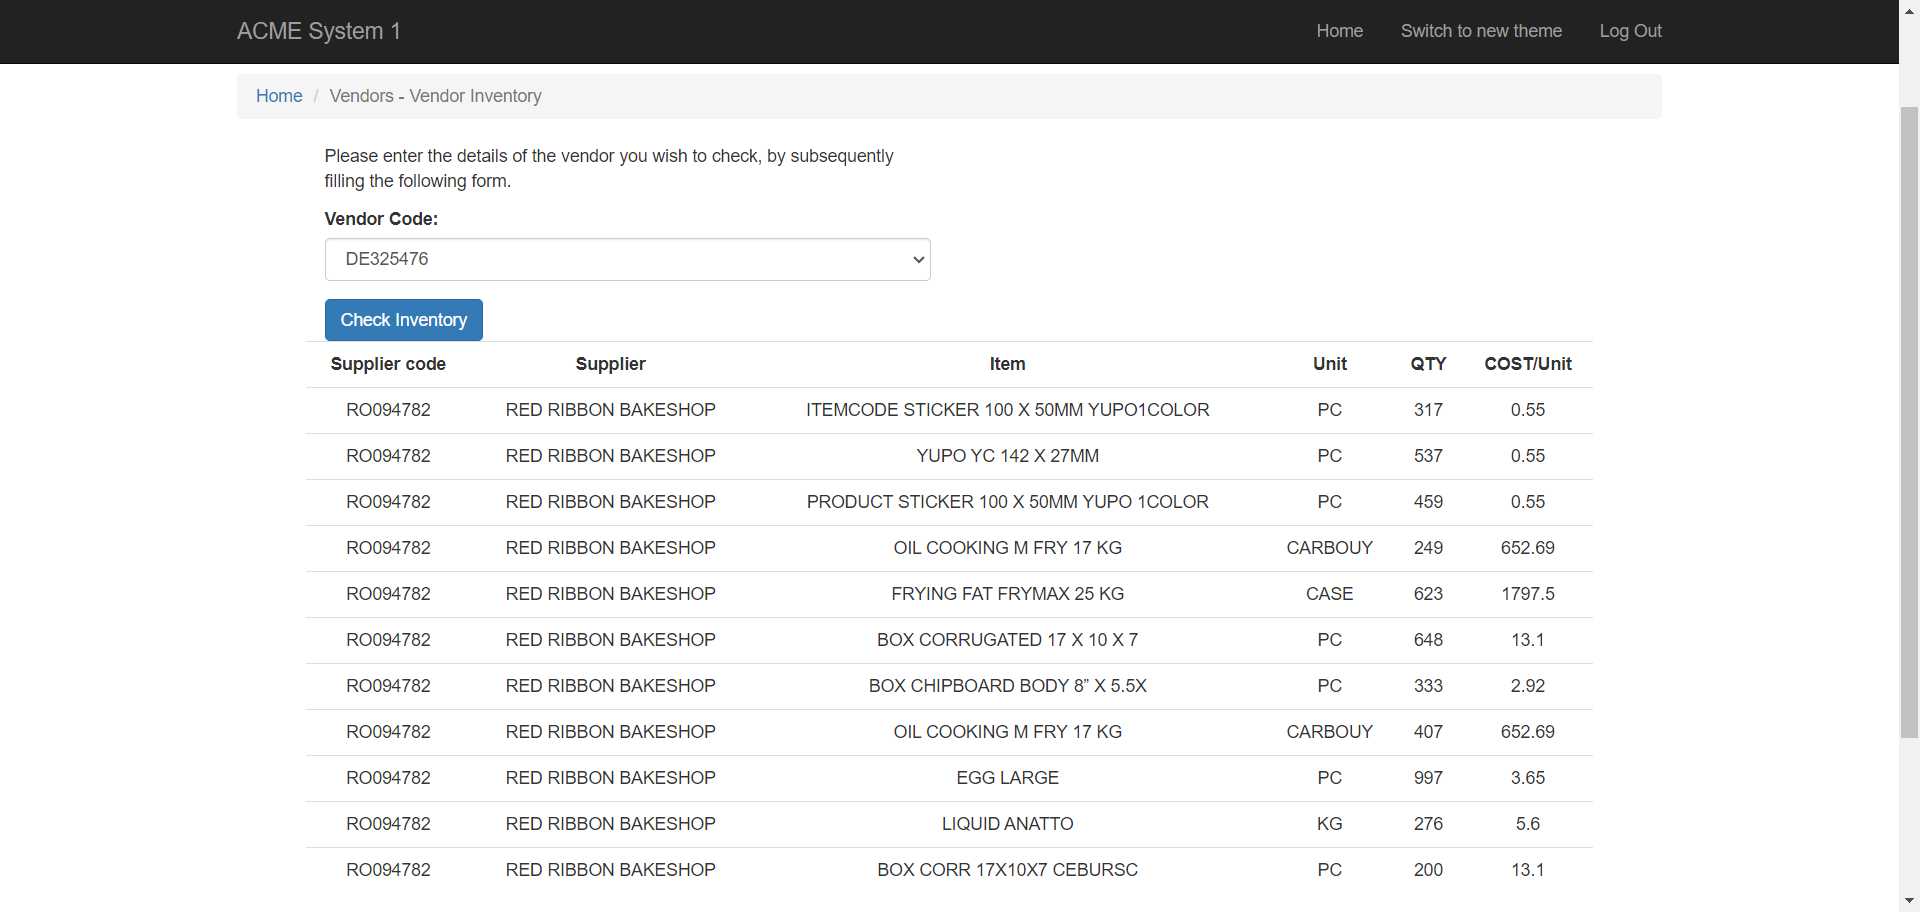 ACME System 1
Home Switch to new theme Log Out
Home / Vendors - Vendor Inventory
Please enter the details of the vendor you wish to check, by subsequently
filling the following form.
Vendor Code:
DE325476
Check Inventory
Supplier code Supplier Item Unit QTY COST/Unit
RO094782 RED RIBBON BAKESHOP ITEMCODE STICKER 100 X 50MM YUPO1COLOR PC 317 0.55
RO094782 RED RIBBON BAKESHOP YUPO YC 142 X 27MM PC 537 0.55
RO094782 RED RIBBON BAKESHOP PRODUCT STICKER 100 X 50MM YUPO 1COLOR PC 459 0.55
RO094782 RED RIBBON BAKESHOP OIL COOKING M FRY 17 KG CARBOUY 249 652.69
RO094782 RED RIBBON BAKESHOP FRYING FAT FRYMAX 25 KG CASE 623 1797.5
RO094782 RED RIBBON BAKESHOP BOX CORRUGATED 17 X 10 X 7 PC 648 13.1
RO094782 RED RIBBON BAKESHOP BOX CHIPBOARD BODY 8” X 5.5X PC 333 2.92
RO094782 RED RIBBON BAKESHOP OIL COOKING M FRY 17 KG CARBOUY 407 652.69
RO094782 RED RIBBON BAKESHOP EGG LARGE PC 997 3.65
RO094782 RED RIBBON BAKESHOP LIQUID ANATTO KG 276 5.6
RO094782 RED RIBBON BAKESHOP BOX CORR 17X10X7 CEBURSC PC 200 13.1